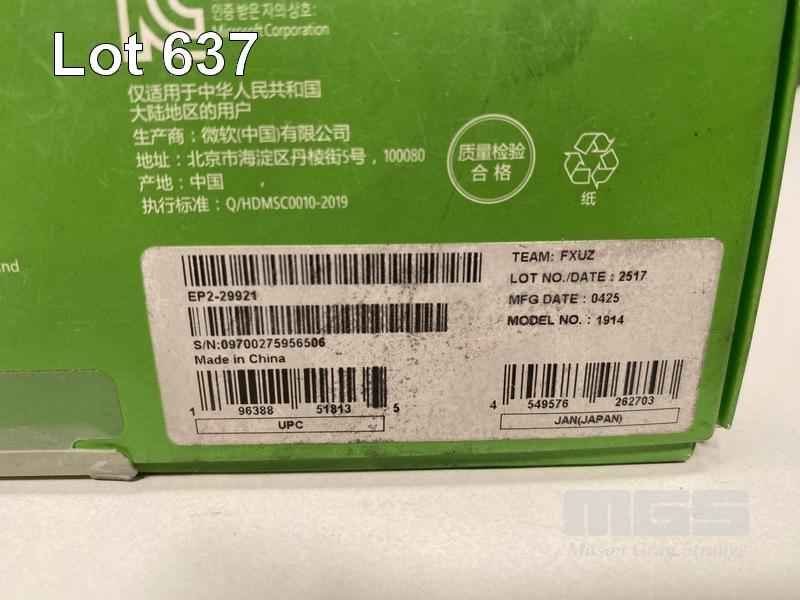 Lot 637
인증 받은 자의 상호:
Microsoft Corporation
仅适用于中华人民共和国
大陆地区的用户
生产商：微软(中国)有限公司
地址：北京市海淀区丹棱街5号，100080
产地：中国
执行标准：Q/HDMSC0010-2019
质量检验
合格
纸
nd
EP2-29921
S/N:09700275956506
Made in China
1 96388 51813 5
UPC
TEAM: FXUZ
LOT NO./DATE : 2517
MFG DATE : 0425
MODEL NO. : 1914
4 549576 262703
JAN(JAPAN)
MGS
Mason Gray Strange